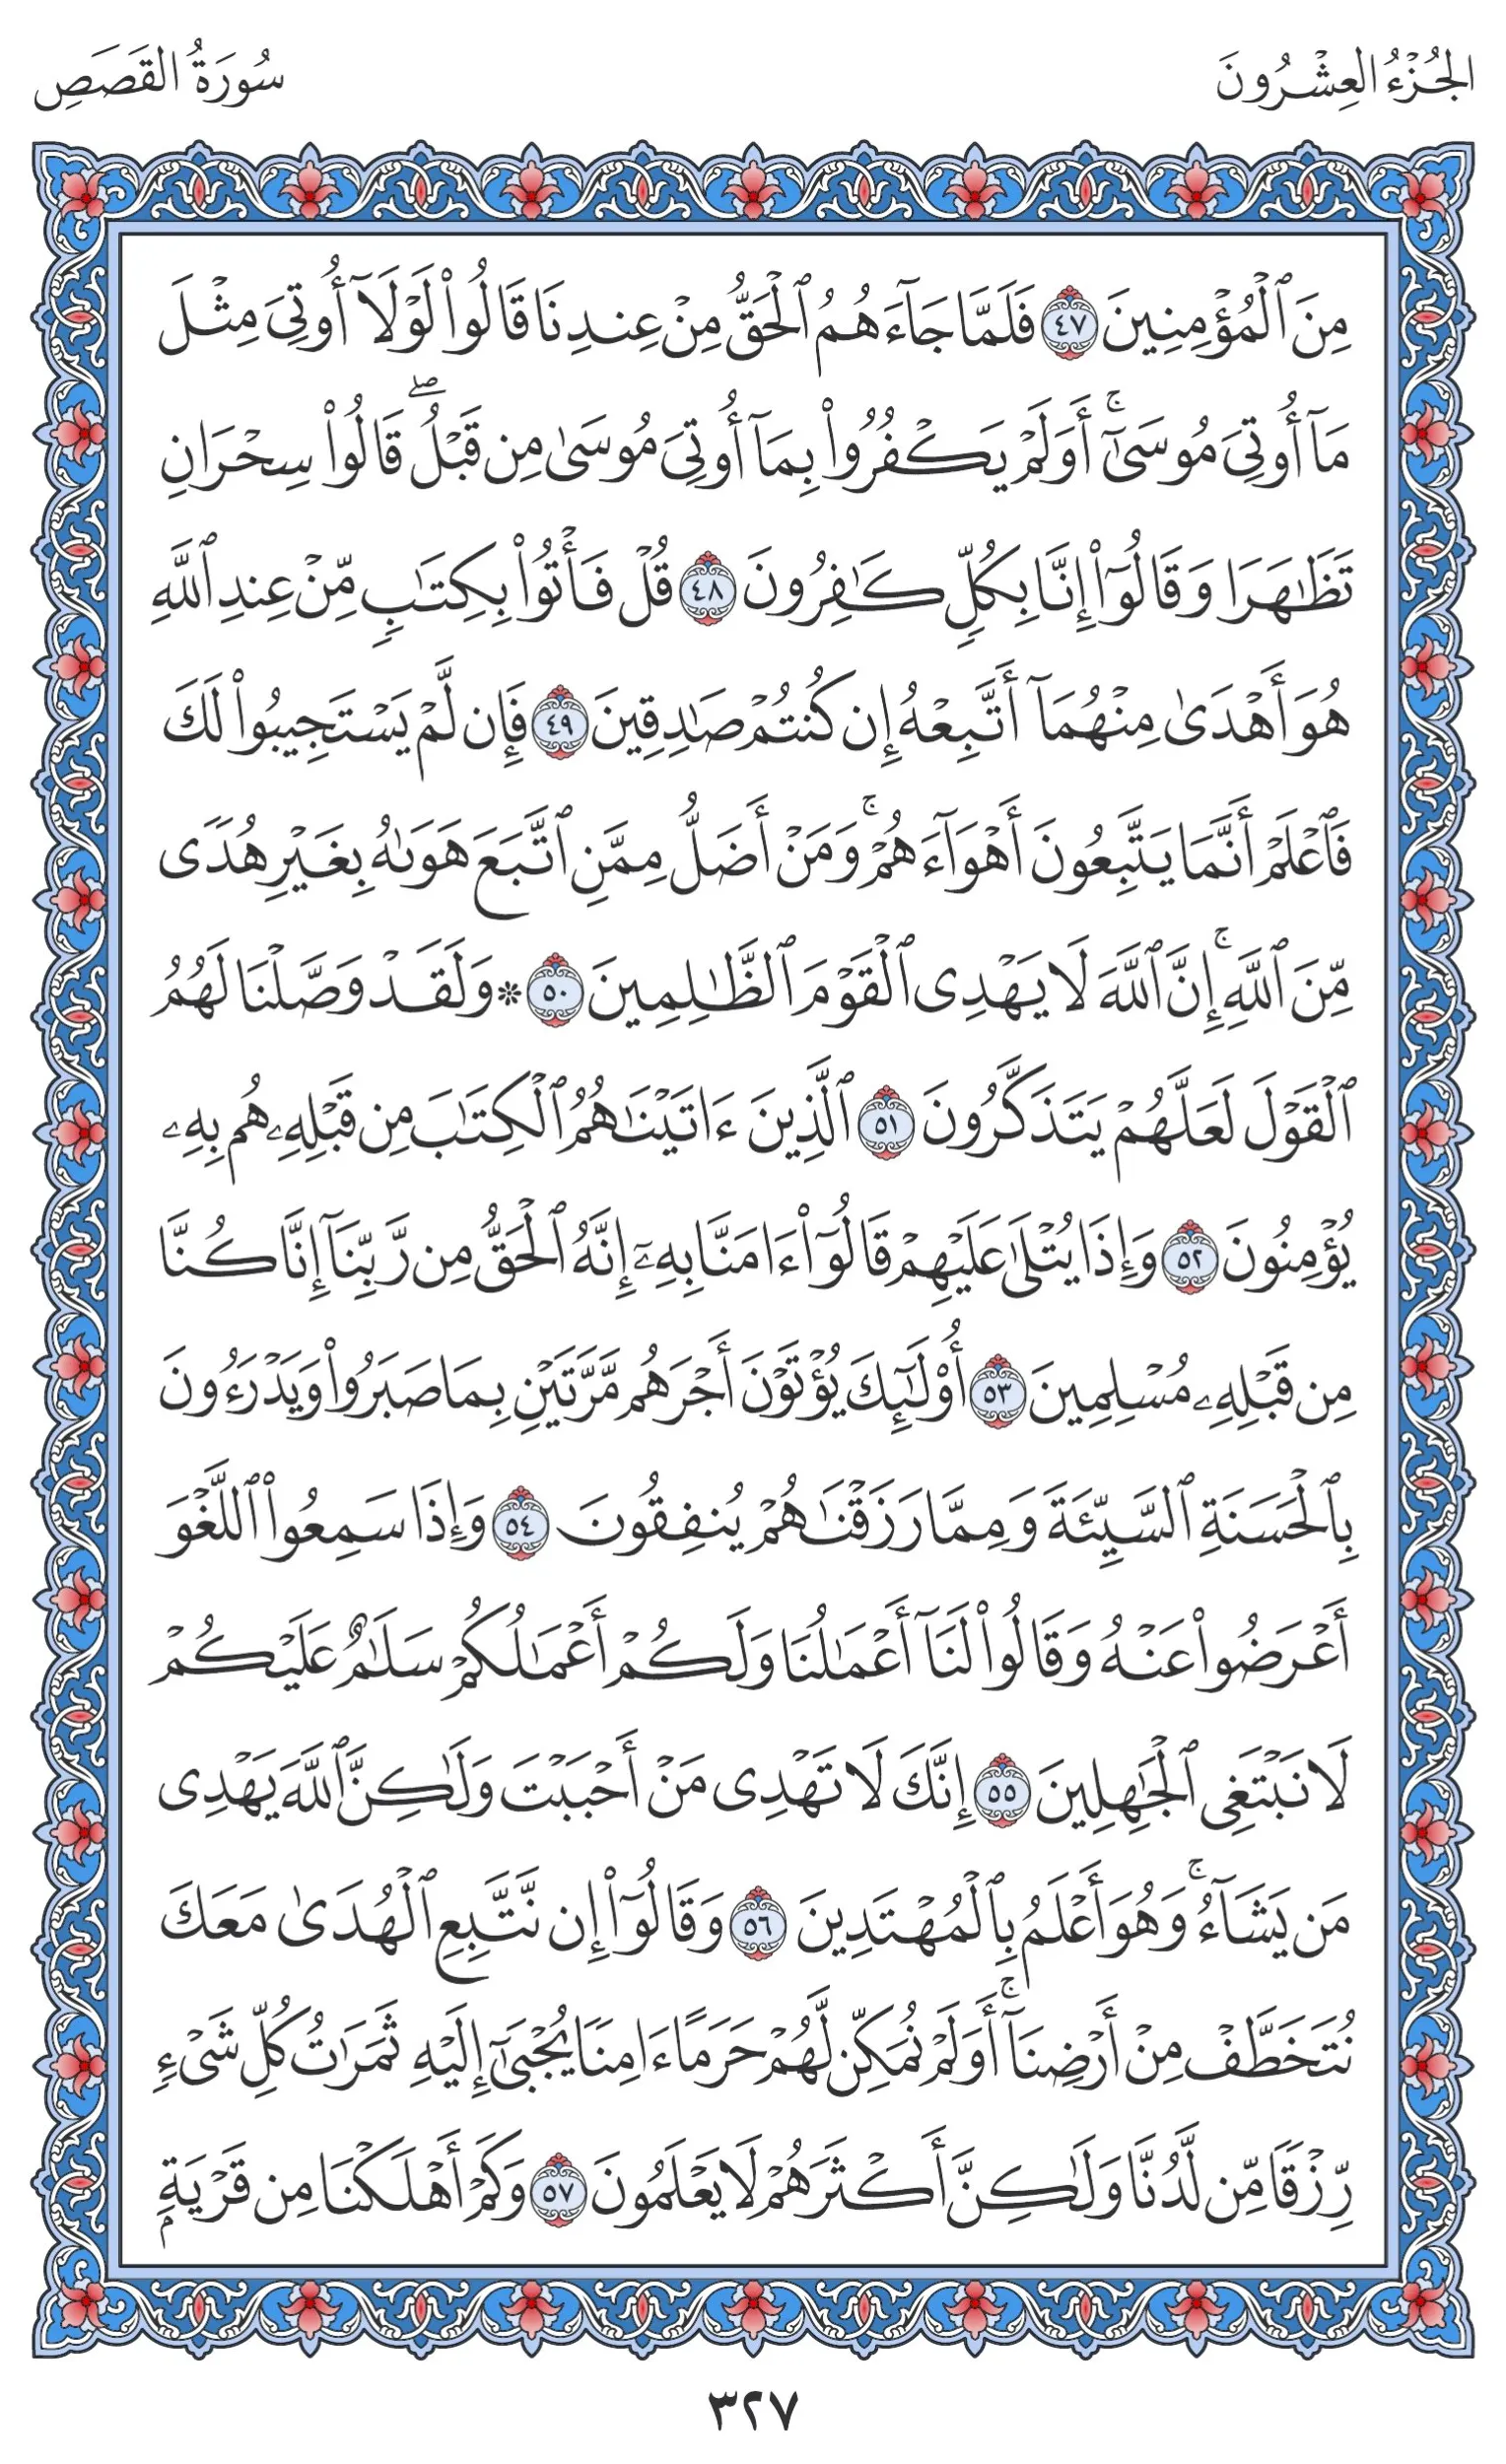 الجُزْءُ العِشْرُونَ
سُورَةُ القَصَصِ
مِنَ ٱلْمُؤْمِنِينَ ٤٧ فَلَمَّا جَآءَهُمُ ٱلْحَقُّ مِنْ عِندِنَا قَالُوا۟ لَوْلَآ أُوتِىَ مِثْلَ
مَآ أُوتِىَ مُوسَىٰٓ ۚ أَوَلَمْ يَكْفُرُوا۟ بِمَآ أُوتِىَ مُوسَىٰ مِن قَبْلُ ۖ قَالُوا۟ سِحْرَانِ
تَظَـٰهَرَا وَقَالُوٓا۟ إِنَّا بِكُلٍّ كَـٰفِرُونَ ٤٨ قُلْ فَأْتُوا۟ بِكِتَـٰبٍ مِّنْ عِندِ ٱللَّهِ
هُوَ أَهْدَىٰ مِنْهُمَآ أَتَّبِعْهُ إِن كُنتُمْ صَـٰدِقِينَ ٤٩ فَإِن لَّمْ يَسْتَجِيبُوا۟ لَكَ
فَٱعْلَمْ أَنَّمَا يَتَّبِعُونَ أَهْوَآءَهُمْ ۚ وَمَنْ أَضَلُّ مِمَّنِ ٱتَّبَعَ هَوَىٰهُ بِغَيْرِ هُدًى
مِّنَ ٱللَّهِ ۚ إِنَّ ٱللَّهَ لَا يَهْدِى ٱلْقَوْمَ ٱلظَّـٰلِمِينَ ٥٠ * وَلَقَدْ وَصَّلْنَا لَهُمُ
ٱلْقَوْلَ لَعَلَّهُمْ يَتَذَكَّرُونَ ٥١ ٱلَّذِينَ ءَاتَيْنَـٰهُمُ ٱلْكِتَـٰبَ مِن قَبْلِهِۦ هُم بِهِۦ
يُؤْمِنُونَ ٥٢ وَإِذَا يُتْلَىٰ عَلَيْهِمْ قَالُوٓا۟ ءَامَنَّا بِهِۦٓ إِنَّهُ ٱلْحَقُّ مِن رَّبِّنَآ إِنَّا كُنَّا
مِن قَبْلِهِۦ مُسْلِمِينَ ٥٣ أُو۟لَـٰٓئِكَ يُؤْتَوْنَ أَجْرَهُم مَّرَّتَيْنِ بِمَا صَبَرُوا۟ وَيَدْرَءُونَ
بِٱلْحَسَنَةِ ٱلسَّيِّئَةَ وَمِمَّا رَزَقْنَـٰهُمْ يُنفِقُونَ ٥٤ وَإِذَا سَمِعُوا۟ ٱللَّغْوَ
أَعْرَضُوا۟ عَنْهُ وَقَالُوا۟ لَنَآ أَعْمَـٰلُنَا وَلَكُمْ أَعْمَـٰلُكُمْ سَلَـٰمٌ عَلَيْكُمْ
لَا نَبْتَغِى ٱلْجَـٰهِلِينَ ٥٥ إِنَّكَ لَا تَهْدِى مَنْ أَحْبَبْتَ وَلَـٰكِنَّ ٱللَّهَ يَهْدِى
مَن يَشَآءُ ۚ وَهُوَ أَعْلَمُ بِٱلْمُهْتَدِينَ ٥٦ وَقَالُوٓا۟ إِن نَّتَّبِعِ ٱلْهُدَىٰ مَعَكَ
نُتَخَطَّفْ مِنْ أَرْضِنَآ ۚ أَوَلَمْ نُمَكِّن لَّهُمْ حَرَمًا ءَامِنًا يُجْبَىٰٓ إِلَيْهِ ثَمَرَٰتُ كُلِّ شَىْءٍ
رِّزْقًا مِّن لَّدُنَّا وَلَـٰكِنَّ أَكْثَرَهُمْ لَا يَعْلَمُونَ ٥٧ وَكَمْ أَهْلَكْنَا مِن قَرْيَةٍۭ
٣٢٧